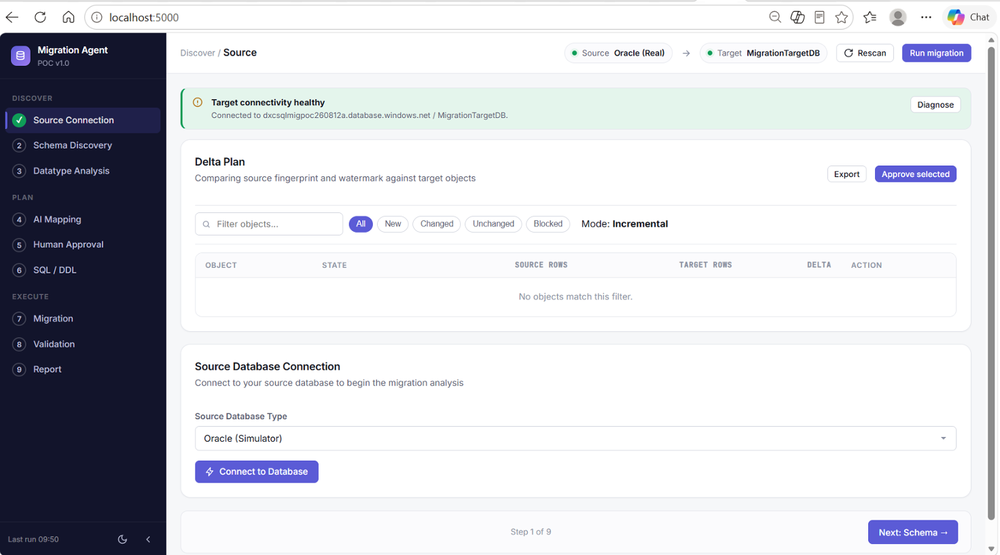 localhost:5000
Chat
Migration Agent
POC v1.0
DISCOVER
Source Connection
2 Schema Discovery
3 Datatype Analysis
PLAN
4 AI Mapping
5 Human Approval
6 SQL / DDL
EXECUTE
7 Migration
8 Validation
9 Report
Last run 09:50
Discover / Source
Source Oracle (Real) → Target MigrationTargetDB
Rescan
Run migration
Target connectivity healthy
Connected to dxcsqlmigpoc260812a.database.windows.net / MigrationTargetDB.
Diagnose
Delta Plan
Comparing source fingerprint and watermark against target objects
Export
Approve selected
Filter objects...
All New Changed Unchanged Blocked Mode: Incremental
OBJECT STATE SOURCE ROWS TARGET ROWS DELTA ACTION
No objects match this filter.
Source Database Connection
Connect to your source database to begin the migration analysis
Source Database Type
Oracle (Simulator)
Connect to Database
Step 1 of 9
Next: Schema →